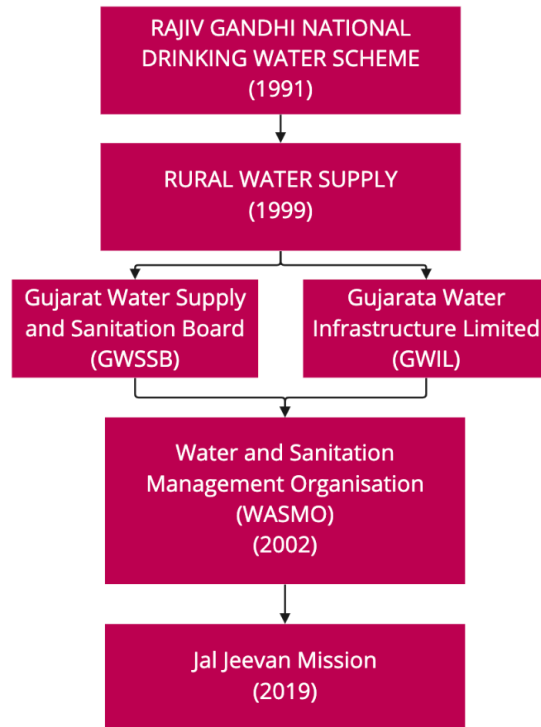 RAJIV GANDHI NATIONAL
DRINKING WATER SCHEME
(1991)
RURAL WATER SUPPLY
(1999)
Gujarat Water Supply
and Sanitation Board
(GWSSB)
Gujarata Water
Infrastructure Limited
(GWIL)
Water and Sanitation
Management Organisation
(WASMO)
(2002)
Jal Jeevan Mission
(2019)